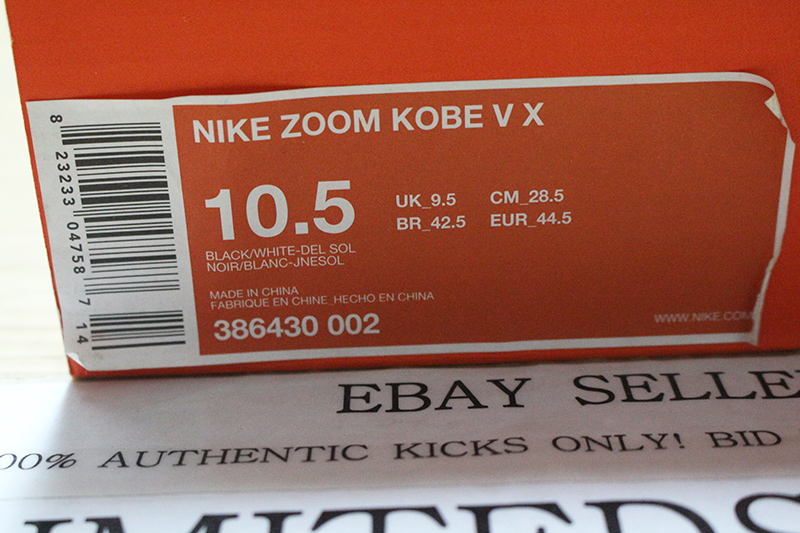 NIKE ZOOM KOBE V X
10.5
UK_9.5 CM_28.5
BR_42.5 EUR_44.5
BLACK/WHITE-DEL SOL
NOIR/BLANC-JNESOL
MADE IN CHINA
FABRIQUE EN CHINE_HECHO EN CHINA
386430 002
WWW.NIKE.COM
8 23233 04758 7 14
EBAY SELLE
00% AUTHENTIC KICKS ONLY! BID
IMITEDS